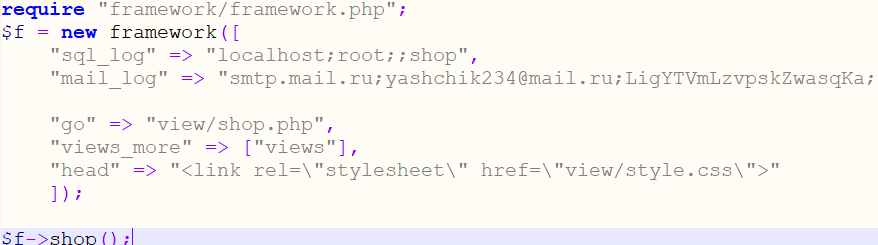 require "framework/framework.php";
$f = new framework([
"sql_log" => "localhost;root;;shop",
"mail_log" => "smtp.mail.ru;yashchik234@mail.ru;LigYTVmLzvpskZwasqKa;
"go" => "view/shop.php",
"views_more" => ["views"],
"head" => "<link rel=\"stylesheet\" href=\"view/style.css\">"
]);
$f->shop();